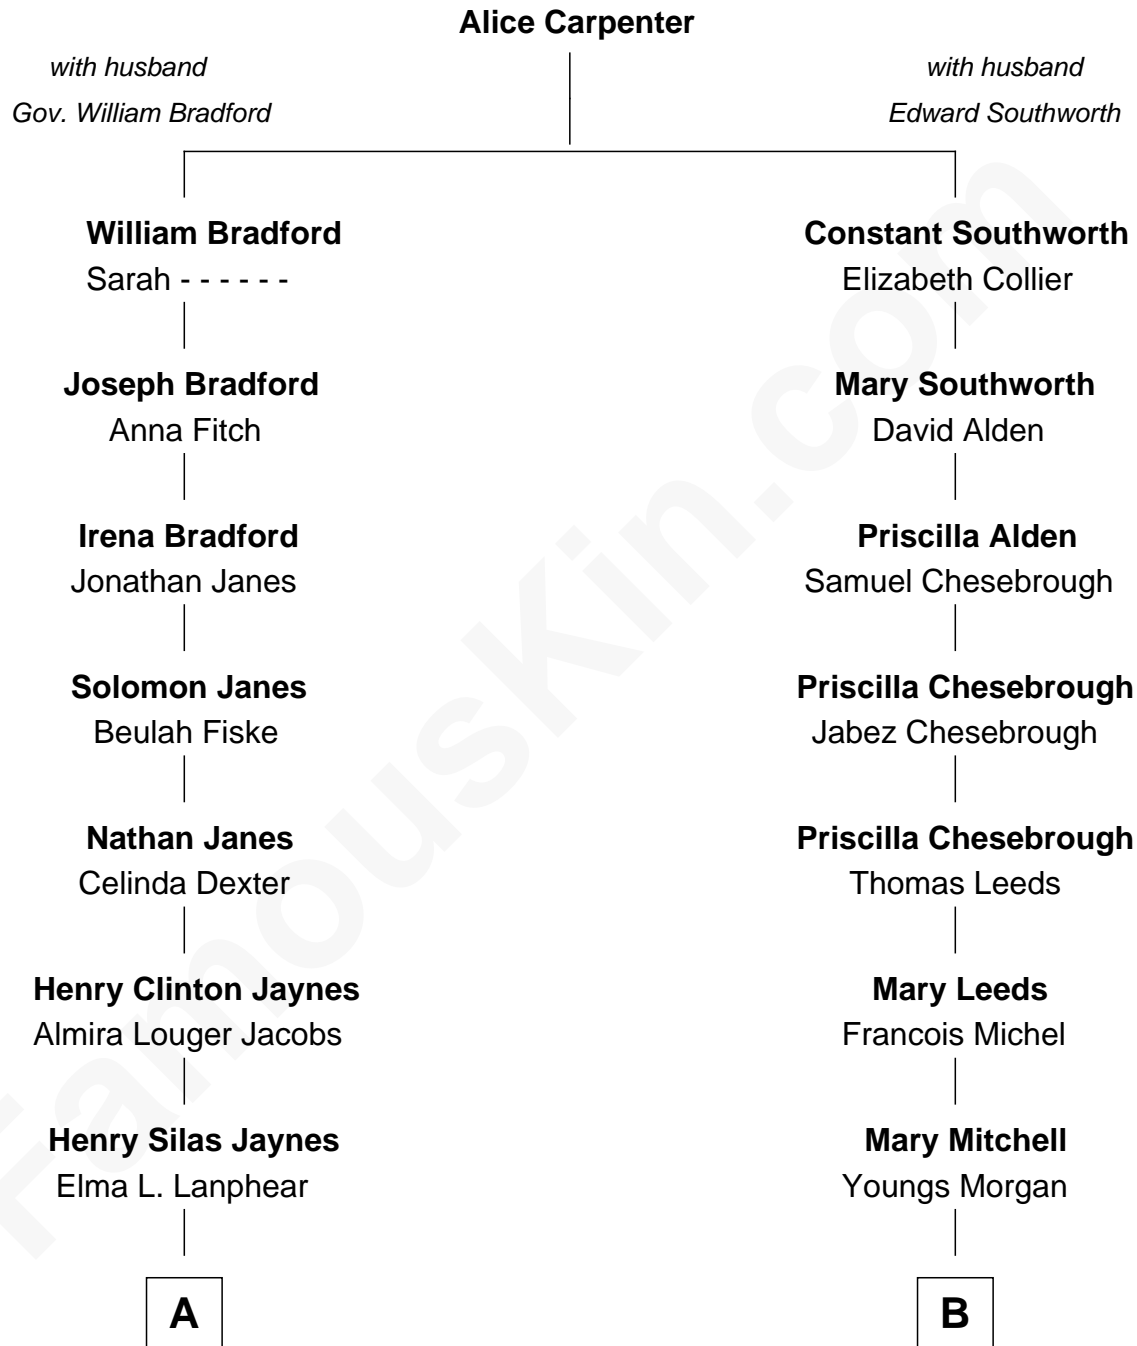 Alice Carpenter
with husband
Gov. William Bradford
with husband
Edward Southworth
William Bradford
Sarah - - - - - -
Constant Southworth
Elizabeth Collier
Joseph Bradford
Anna Fitch
Mary Southworth
David Alden
Irena Bradford
Jonathan Janes
Priscilla Alden
Samuel Chesebrough
Solomon Janes
Beulah Fiske
Priscilla Chesebrough
Jabez Chesebrough
Nathan Janes
Celinda Dexter
Priscilla Chesebrough
Thomas Leeds
Henry Clinton Jaynes
Almira Louger Jacobs
Mary Leeds
Francois Michel
Henry Silas Jaynes
Elma L. Lanphear
Mary Mitchell
Youngs Morgan
A
B
FamousKin.com